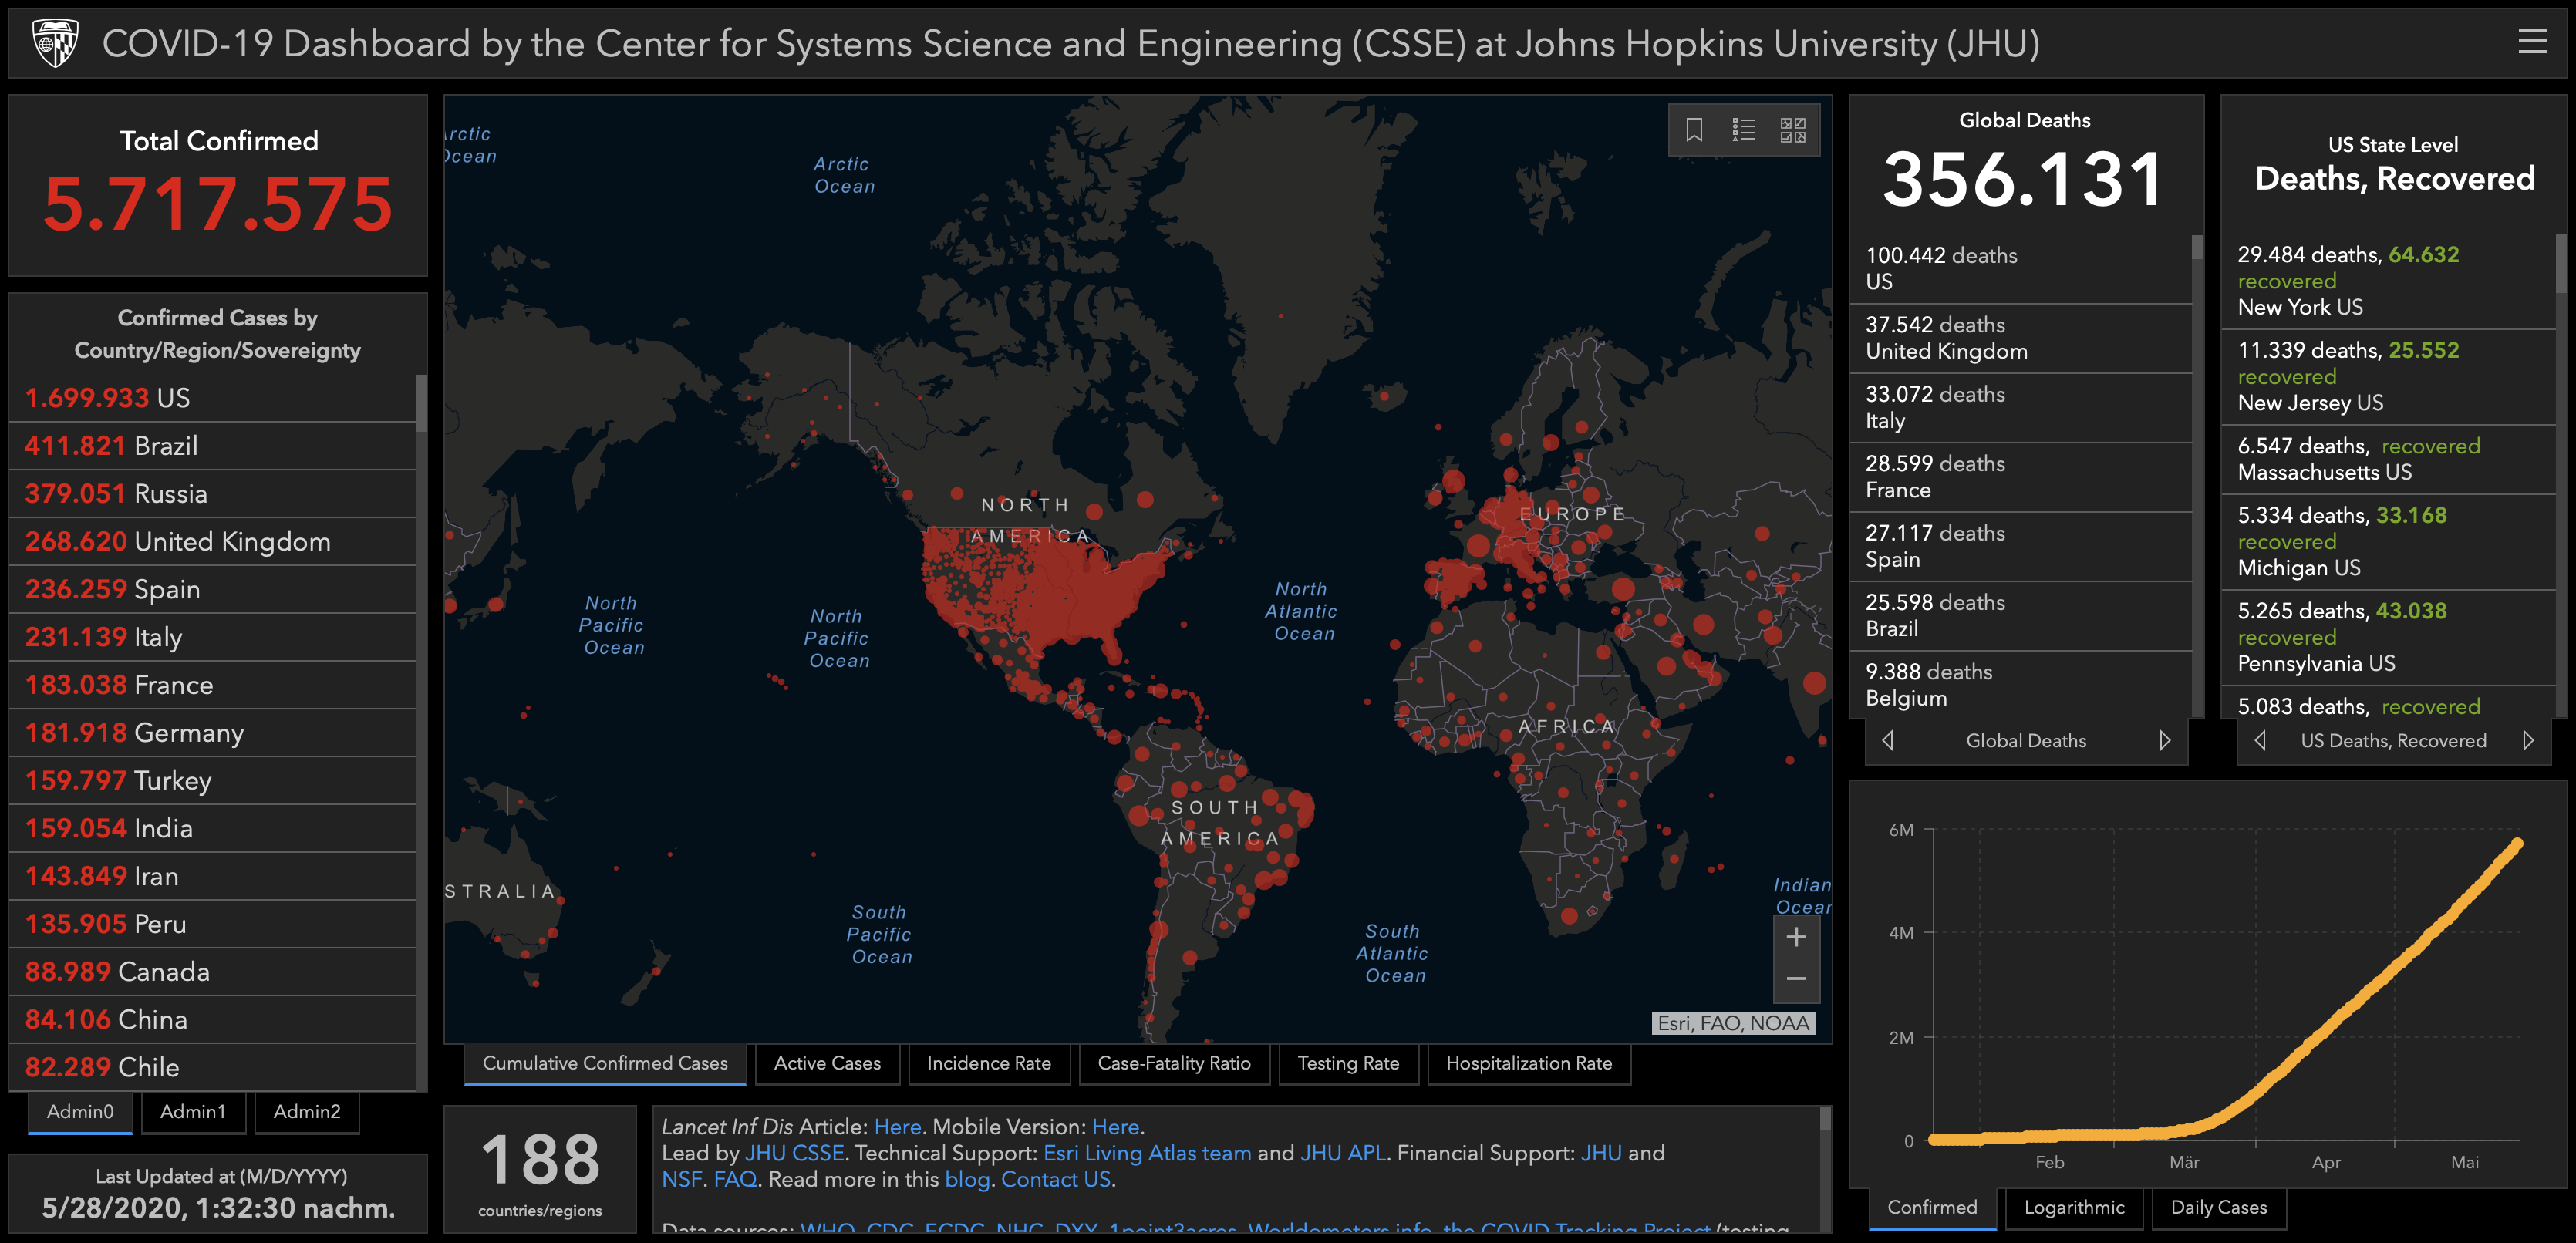 COVID-19 Dashboard by the Center for Systems Science and Engineering (CSSE) at Johns Hopkins University (JHU)
Total Confirmed
5.717.575
Confirmed Cases by
Country/Region/Sovereignty
1.699.933 US
411.821 Brazil
379.051 Russia
268.620 United Kingdom
236.259 Spain
231.139 Italy
183.038 France
181.918 Germany
159.797 Turkey
159.054 India
143.849 Iran
135.905 Peru
88.989 Canada
84.106 China
82.289 Chile
Admin0
Admin1
Admin2
Last Updated at (M/D/YYYY)
5/28/2020, 1:32:30 nachm.
Arctic
Ocean
Arctic
Ocean
NORTH
AMERICA
EUROPE
North
Pacific
Ocean
North
Pacific
Ocean
North
Atlantic
Ocean
AFRICA
SOUTH
AMERICA
STRALIA
South
Pacific
Ocean
South
Atlantic
Ocean
Indian
Ocean
+
−
Esri, FAO, NOAA
Cumulative Confirmed Cases
Active Cases
Incidence Rate
Case-Fatality Ratio
Testing Rate
Hospitalization Rate
188
countries/regions
Lancet Inf Dis Article: Here. Mobile Version: Here.
Lead by JHU CSSE. Technical Support: Esri Living Atlas team and JHU APL. Financial Support: JHU and
NSF. FAQ. Read more in this blog. Contact US.
Data sources: WHO, CDC, ECDC, NHC, DXY, 1point3acres, Worldometers.info, the COVID Tracking Project (testing
Global Deaths
356.131
100.442 deaths
US
37.542 deaths
United Kingdom
33.072 deaths
Italy
28.599 deaths
France
27.117 deaths
Spain
25.598 deaths
Brazil
9.388 deaths
Belgium
Global Deaths
US State Level
Deaths, Recovered
29.484 deaths, 64.632
recovered
New York US
11.339 deaths, 25.552
recovered
New Jersey US
6.547 deaths, recovered
Massachusetts US
5.334 deaths, 33.168
recovered
Michigan US
5.265 deaths, 43.038
recovered
Pennsylvania US
5.083 deaths, recovered
US Deaths, Recovered
6M
4M
2M
0
Feb
Mär
Apr
Mai
Confirmed
Logarithmic
Daily Cases